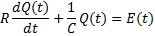 R dQ(t)/dt + 1/C Q(t) = E(t)